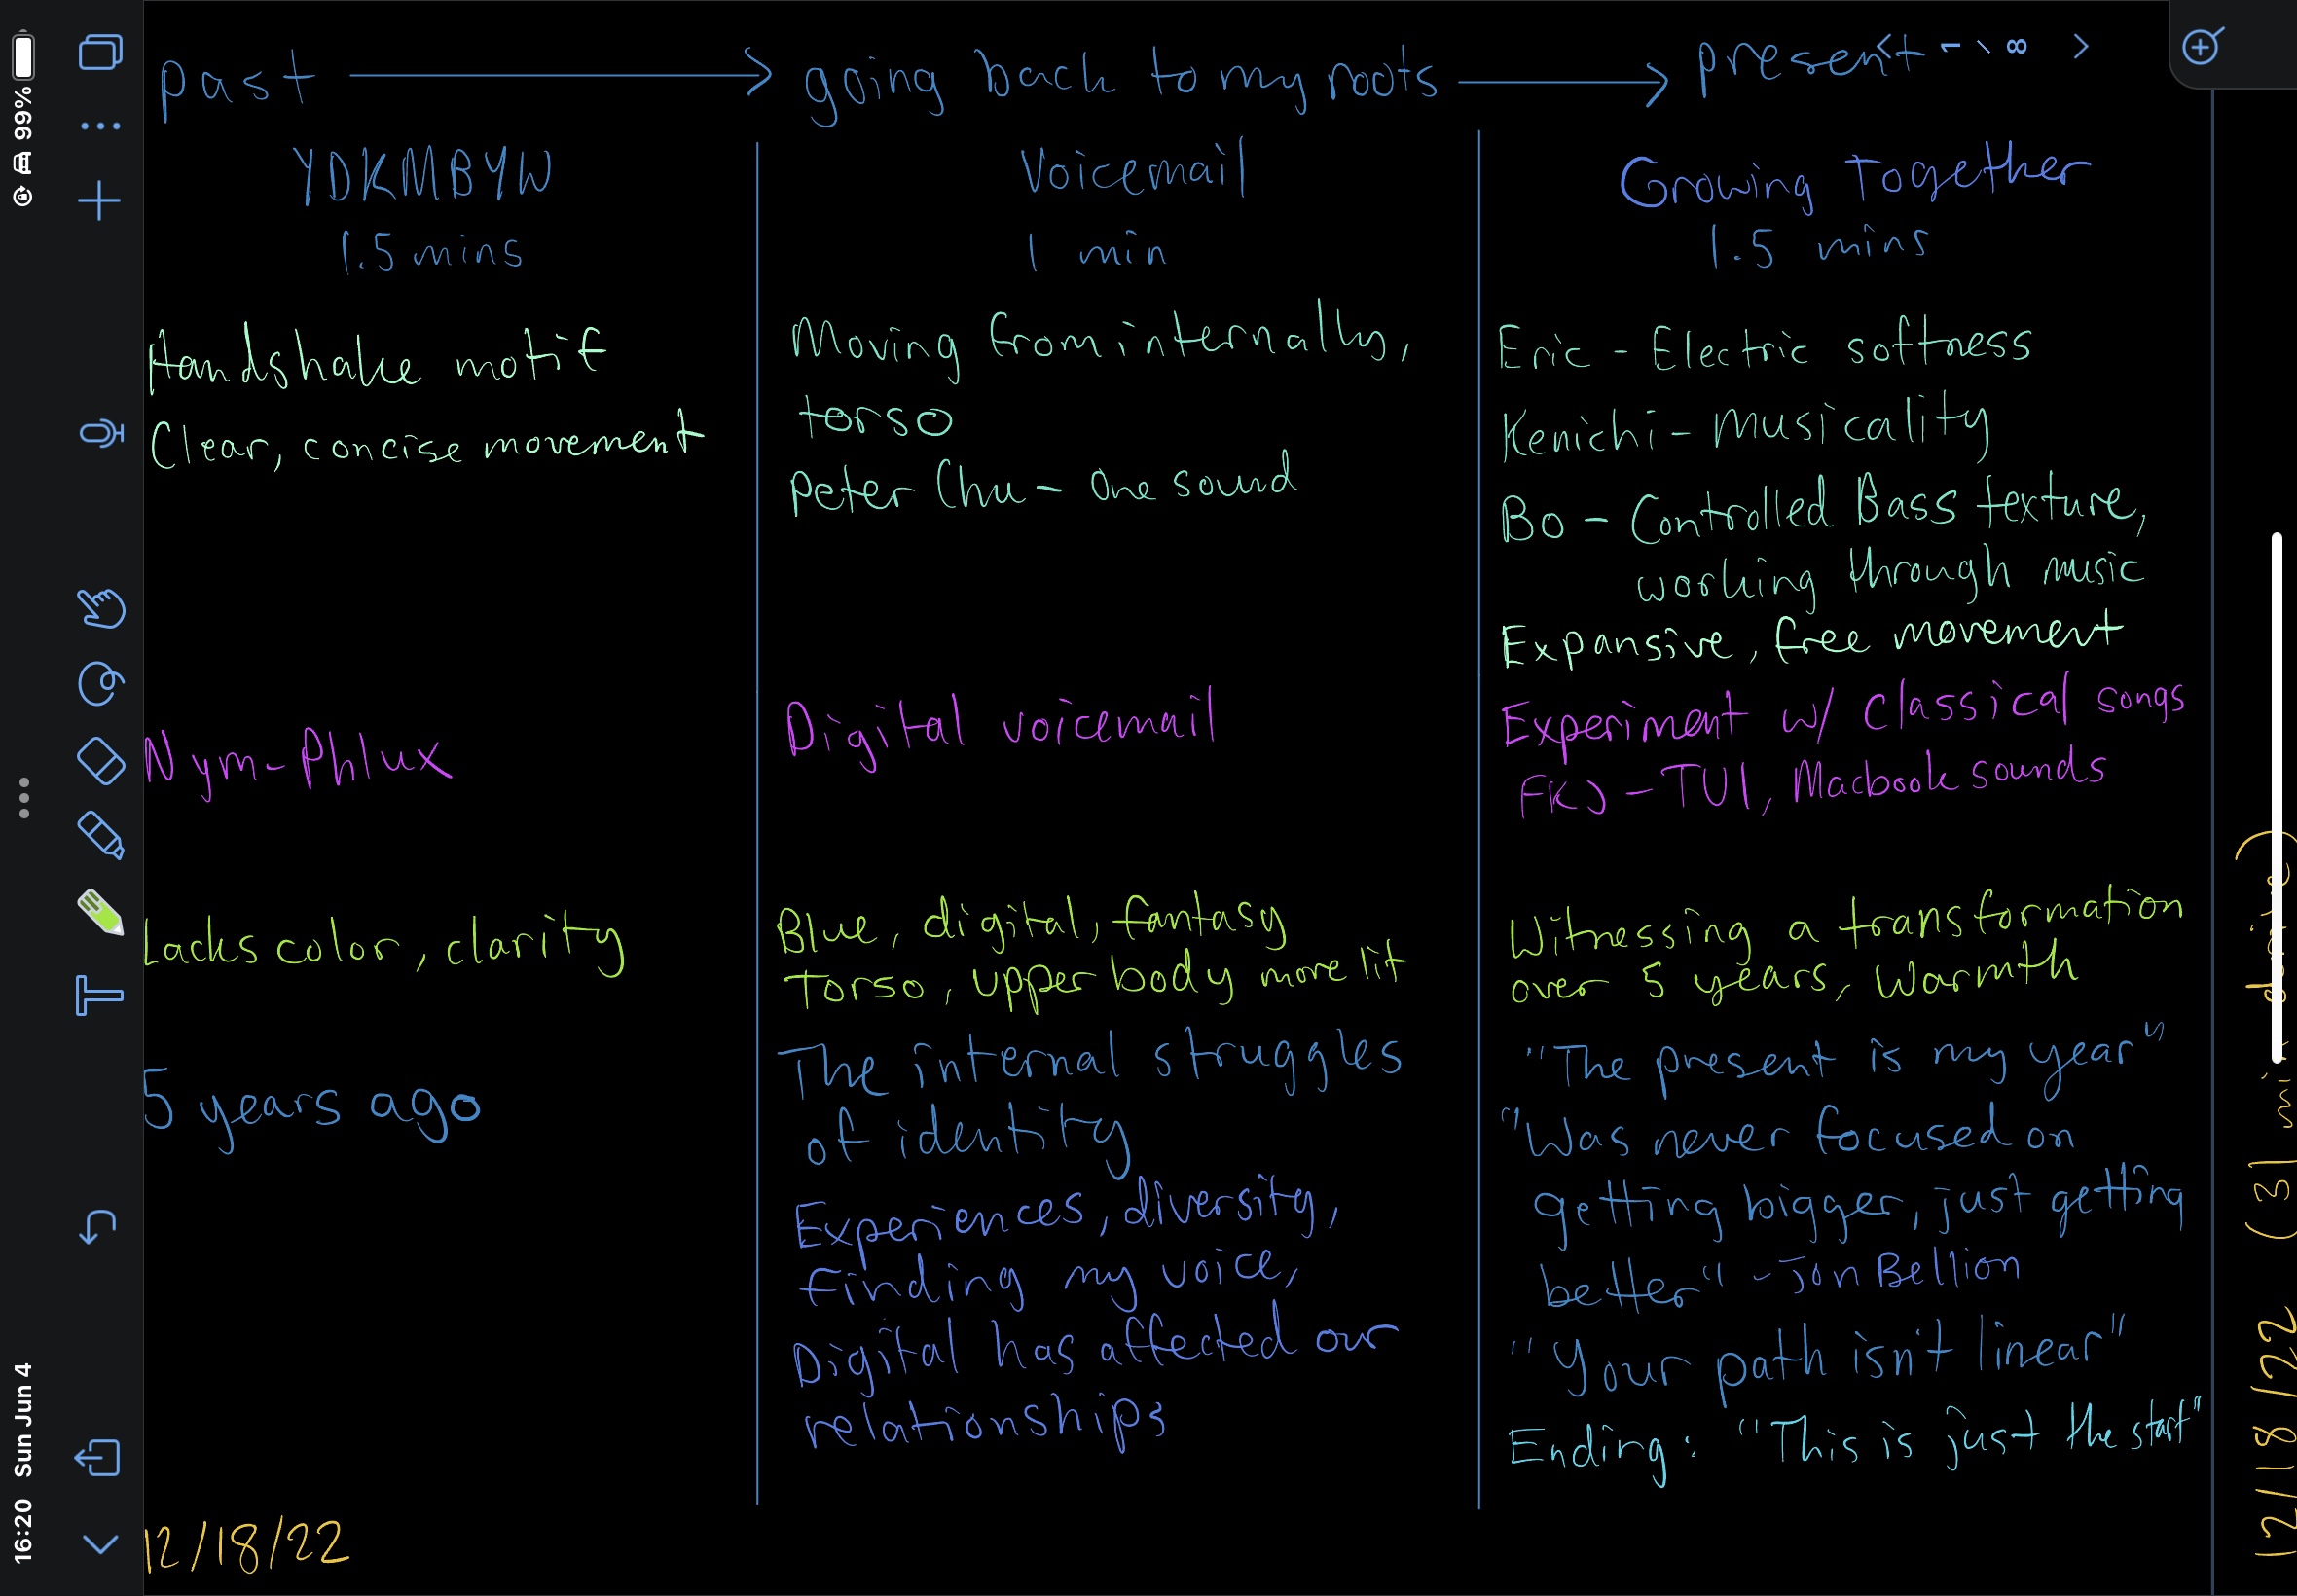 past → going back to my roots → present
< 1 \ 8 >
YDKMBYW
1.5 mins
Handshake motif
Clear, concise movement
Nym-Phlux
Lacks color, clarity
5 years ago
12/18/22
Voicemail
1 min
Moving from internally,
torso
Peter Chu - One sound
Digital voicemail
Blue, digital, fantasy
Torso, upper body more lit
The internal struggles
of identity
Experiences, diversity,
finding my voice,
Digital has affected our
relationships
Growing Together
1.5 mins
Eric - Electric softness
Kenichi - Musicality
Bo - Controlled Bass texture,
working through music
Expansive, free movement
Experiment w/ Classical songs
FKJ - TUI, Macbook sounds
Witnessing a transformation
over 5 years, Warmth
"The present is my year"
"Was never focused on
getting bigger, just getting
better" - Jon Bellion
"Your path isn't linear"
Ending: "This is just the start"
12/18/22 (31 min
16:20 Sun Jun 4
99%
T